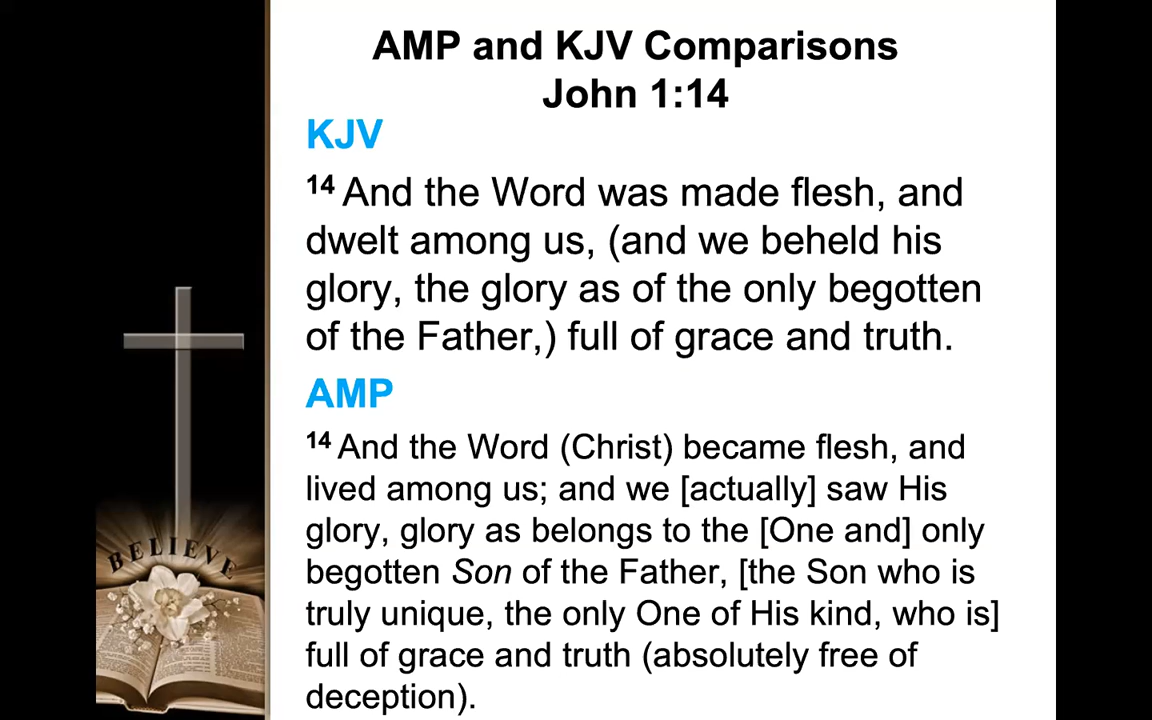 AMP and KJV Comparisons
John 1:14
KJV
14 And the Word was made flesh, and
dwelt among us, (and we beheld his
glory, the glory as of the only begotten
of the Father,) full of grace and truth.
AMP
14 And the Word (Christ) became flesh, and
lived among us; and we [actually] saw His
glory, glory as belongs to the [One and] only
begotten Son of the Father, [the Son who is
truly unique, the only One of His kind, who is]
full of grace and truth (absolutely free of
deception).
BELIEVE